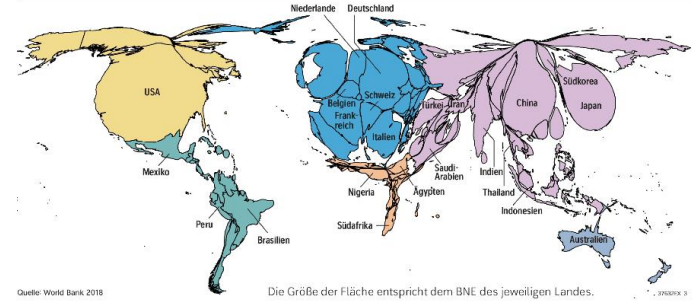 Niederlande Deutschland
USA
Belgien
Schweiz
Frank-
reich
Italien
Türkei
Iran
China
Südkorea
Japan
Mexiko
Nigeria
Ägypten
Saudi-
Arabien
Indien
Thailand
Indonesien
Südafrika
Peru
Brasilien
Australien
Quelle: World Bank 2018
Die Größe der Fläche entspricht dem BNE des jeweiligen Landes.